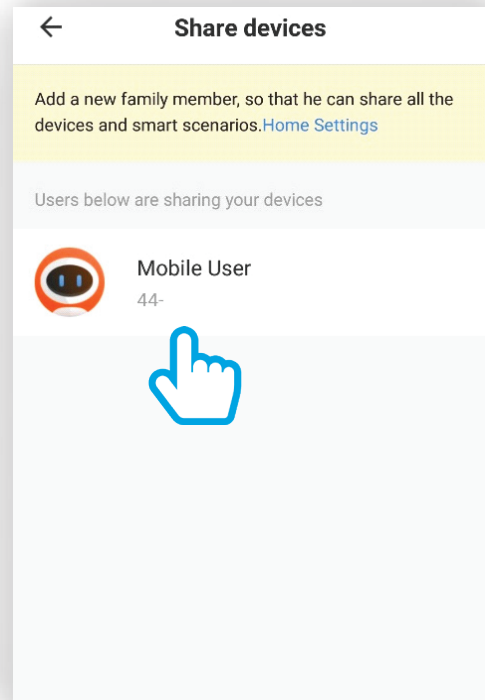 Share devices
Add a new family member, so that he can share all the
devices and smart scenarios.Home Settings
Users below are sharing your devices
Mobile User
44-